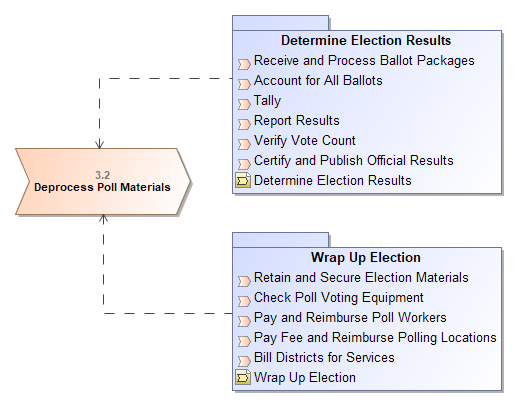 Determine Election Results
Receive and Process Ballot Packages
Account for All Ballots
Tally
Report Results
Verify Vote Count
Certify and Publish Official Results
Determine Election Results
3.2
Deprocess Poll Materials
Wrap Up Election
Retain and Secure Election Materials
Check Poll Voting Equipment
Pay and Reimburse Poll Workers
Pay Fee and Reimburse Polling Locations
Bill Districts for Services
Wrap Up Election